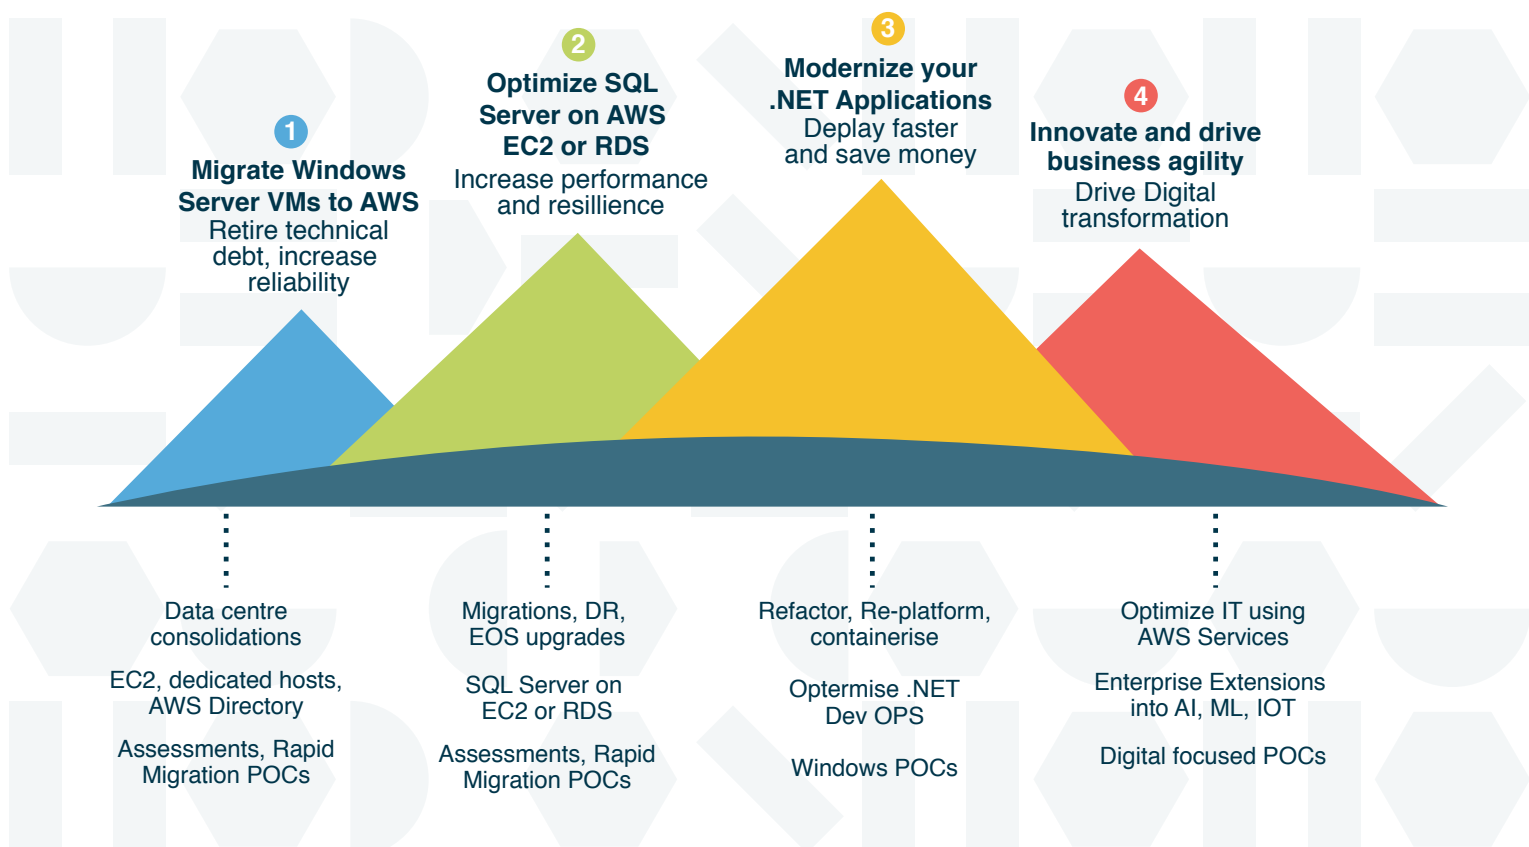 1
Migrate Windows
Server VMs to AWS
Retire technical
debt, increase
reliability
2
Optimize SQL
Server on AWS
EC2 or RDS
Increase performance
and resillience
3
Modernize your
.NET Applications
Deplay faster
and save money
4
Innovate and drive
business agility
Drive Digital
transformation
Data centre
consolidations
EC2, dedicated hosts,
AWS Directory
Assessments, Rapid
Migration POCs
Migrations, DR,
EOS upgrades
SQL Server on
EC2 or RDS
Assessments, Rapid
Migration POCs
Refactor, Re-platform,
containerise
Optermise .NET
Dev OPS
Windows POCs
Optimize IT using
AWS Services
Enterprise Extensions
into AI, ML, IOT
Digital focused POCs